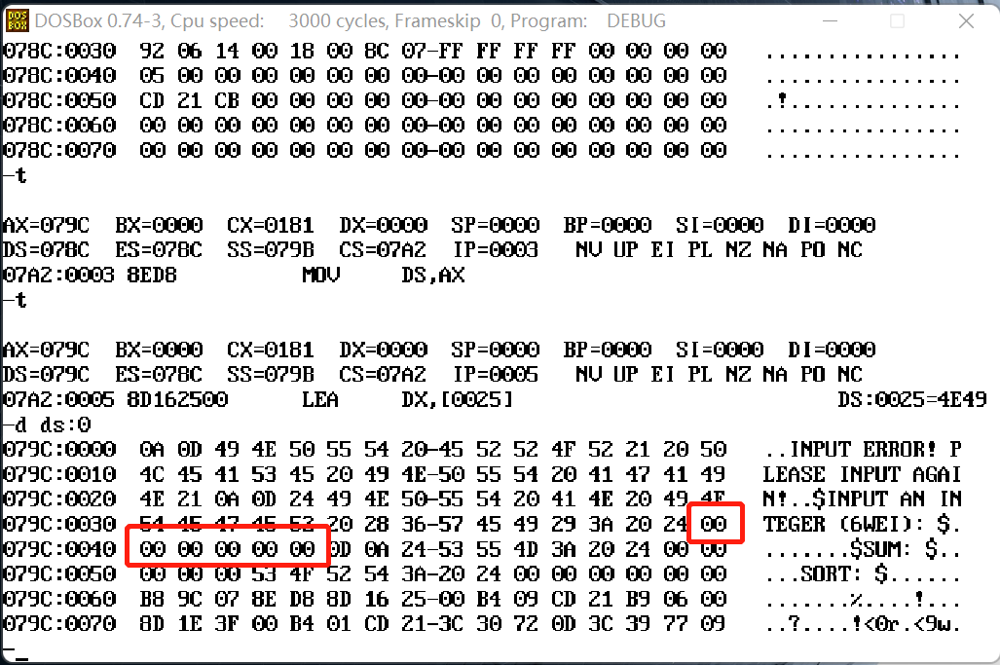 DOSBox 0.74-3, Cpu speed:    3000 cycles, Frameskip  0, Program:   DEBUG
078C:0030  92 06 14 00 18 00 8C 07-FF FF FF FF 00 00 00 00   ................
078C:0040  05 00 00 00 00 00 00 00-00 00 00 00 00 00 00 00   ................
078C:0050  CD 21 CB 00 00 00 00 00-00 00 00 00 00 00 00 00   .!..............
078C:0060  00 00 00 00 00 00 00 00-00 00 00 00 00 00 00 00   ................
078C:0070  00 00 00 00 00 00 00 00-00 00 00 00 00 00 00 00   ................
-t
AX=079C  BX=0000  CX=0181  DX=0000  SP=0000  BP=0000  SI=0000  DI=0000
DS=078C  ES=078C  SS=079B  CS=07A2  IP=0003   NV UP EI PL NZ NA PO NC
07A2:0003 8ED8          MOV     DS,AX
-t
AX=079C  BX=0000  CX=0181  DX=0000  SP=0000  BP=0000  SI=0000  DI=0000
DS=079C  ES=078C  SS=079B  CS=07A2  IP=0005   NV UP EI PL NZ NA PO NC
07A2:0005 8D162500      LEA     DX,[0025]                          DS:0025=4E49
-d ds:0
079C:0000  0A 0D 49 4E 50 55 54 20-45 52 52 4F 52 21 20 50   ..INPUT ERROR! P
079C:0010  4C 45 41 53 45 20 49 4E-50 55 54 20 41 47 41 49   LEASE INPUT AGAI
079C:0020  4E 21 0A 0D 24 49 4E 50-55 54 20 41 4E 20 49 4E   N!..$INPUT AN IN
079C:0030  54 45 47 45 52 20 28 36-57 45 49 29 3A 20 24 00   TEGER (6WEI): $.
079C:0040  00 00 00 00 00 0D 0A 24-53 55 4D 3A 20 24 00 00   .......$SUM: $..
079C:0050  00 00 00 53 4F 52 54 3A-20 24 00 00 00 00 00 00   ...SORT: $......
079C:0060  B8 9C 07 8E D8 8D 16 25-00 B4 09 CD 21 B9 06 00   .......%....!...
079C:0070  8D 1E 3F 00 B4 01 CD 21-3C 30 72 0D 3C 39 77 09   ..?....!<0r.<9w.
-